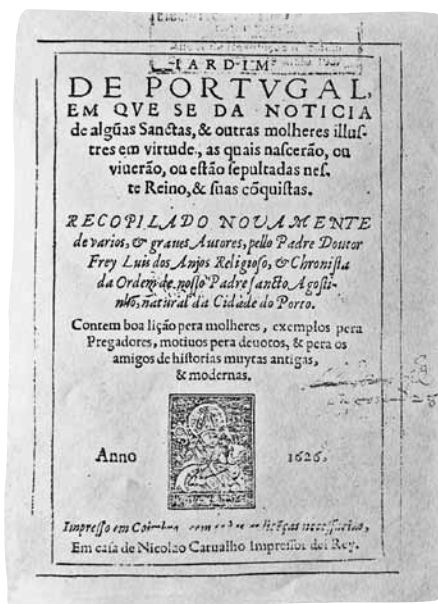 IARDIM
DE PORTVGAL,
EM QVE SE DA NOTICIA
de algũas Sanctas, & outras molheres illuſ-
tres em virtude, as quais naſcerão, ou
viuerão, ou eſtão ſepultadas neſ.
te Reino, & ſuas cõquiſtas.
RECOPILADO NOVAMENTE
de varios, & graues Autores, pello Padre Doutor
Frey Luis dos Anjos Religioſo, & Chroniſta
da Ordem de noſſo Padre ſancto Agoſti-
nho, natural da Cidade do Porto.
Contem boa lição pera molheres, exemplos pera
Pregadores, motiuos pera deuotos, & pera os
amigos de hiſtorias muytas antigas,
& modernas.
Anno 1626.
Impreſſo em Coimbra, licẽças neceſſarias,
Em caſa de Nicolao Carualho Impreſſor del Rey.